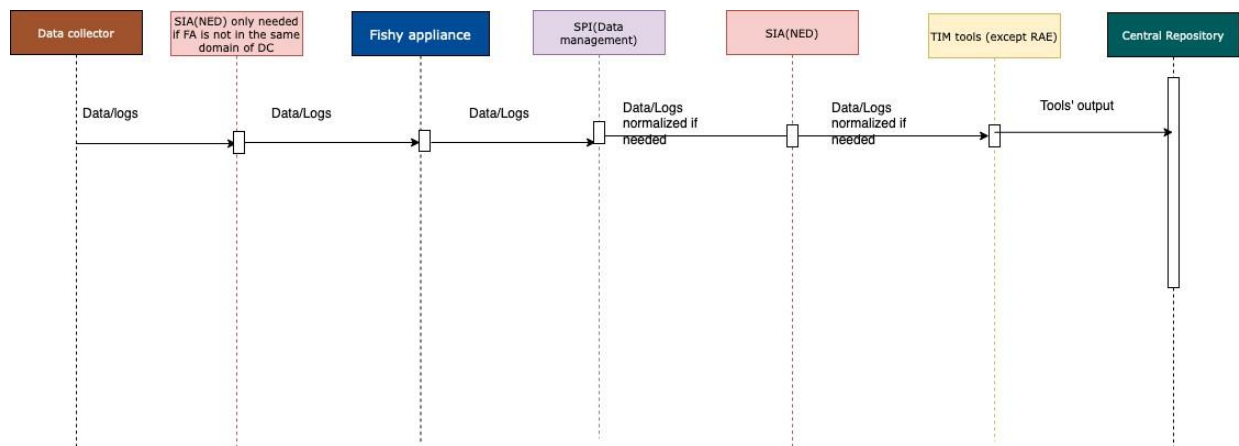 Data collector
SIA(NED) only needed
if FA is not in the same
domain of DC
Fishy appliance
SPI(Data
management)
SIA(NED)
TIM tools (except RAE)
Central Repository
Data/logs
Data/Logs
Data/Logs
Data/Logs
normalized if
needed
Data/Logs
normalized if
needed
Tools' output